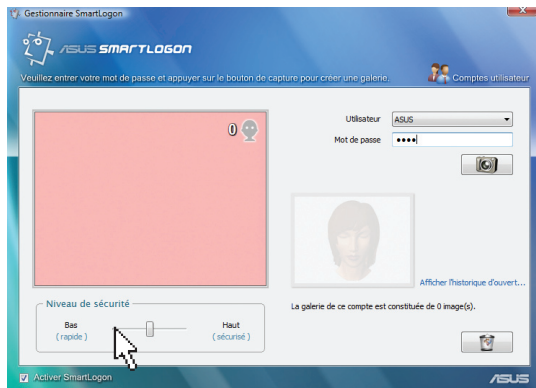 Gestionnaire SmartLogon
ASUS SMARTLOGON
Veuillez entrer votre mot de passe et appuyer sur le bouton de capture pour créer une galerie.
Comptes utilisateur
0
Utilisateur
ASUS
Mot de passe
Afficher l'historique d'ouvert...
Niveau de sécurité
Bas
Haut
( rapide )
( sécurisé )
La galerie de ce compte est constituée de 0 image(s).
Activer SmartLogon
ASUS